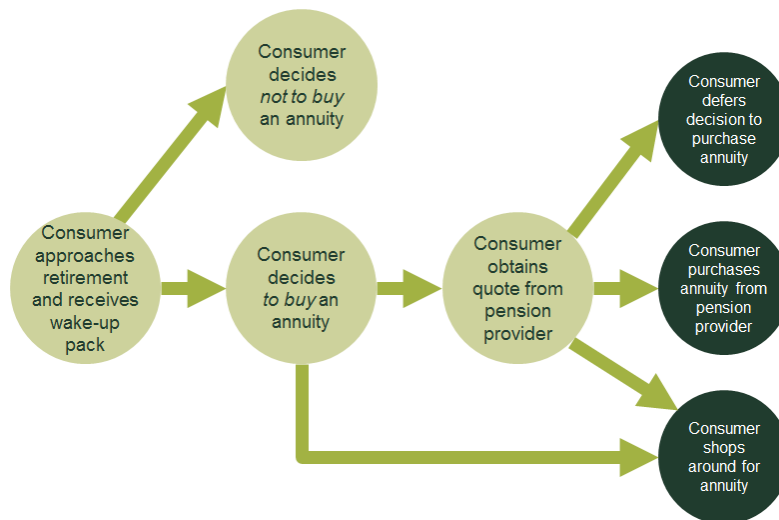 Consumer
decides
not to buy
an annuity
Consumer
defers
decision to
purchase
annuity
Consumer
approaches
retirement
and receives
wake-up
pack
Consumer
decides
to buy an
annuity
Consumer
obtains
quote from
pension
provider
Consumer
purchases
annuity from
pension
provider
Consumer
shops
around for
annuity